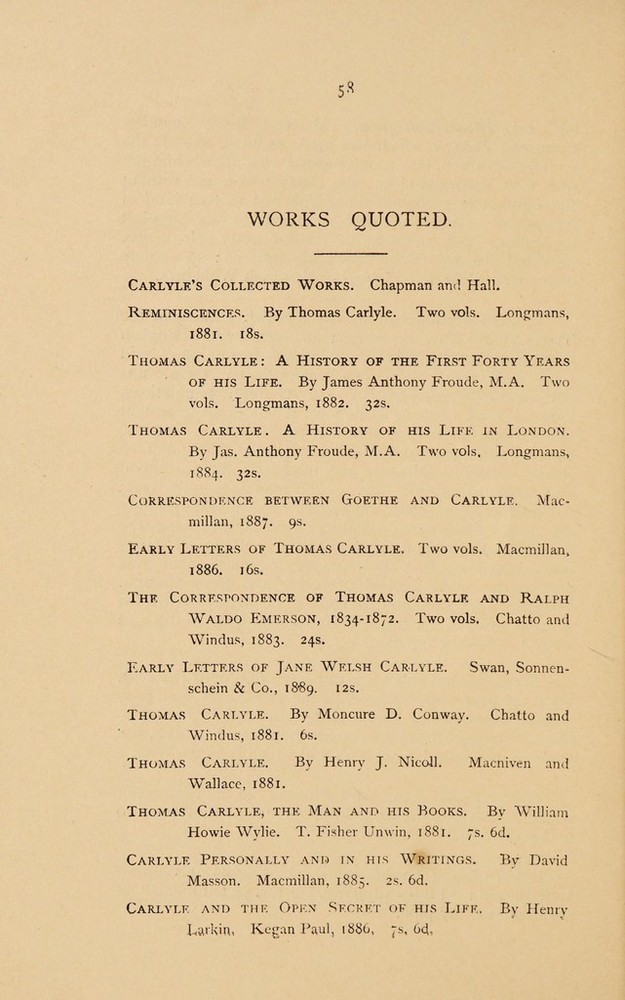 58
WORKS QUOTED.
CARLYLE'S COLLECTED WORKS. Chapman and Hall.
REMINISCENCES. By Thomas Carlyle. Two vols. Longmans,
1881. 18s.
THOMAS CARLYLE: A HISTORY OF THE FIRST FORTY YEARS
OF HIS LIFE. By James Anthony Froude, M.A. Two
vols. Longmans, 1882. 32s.
THOMAS CARLYLE. A HISTORY OF HIS LIFE IN LONDON.
By Jas. Anthony Froude, M.A. Two vols. Longmans,
1884. 32s.
CORRESPONDENCE BETWEEN GOETHE AND CARLYLE. Mac-
millan, 1887. 9s.
EARLY LETTERS OF THOMAS CARLYLE. Two vols. Macmillan,
1886. 16s.
THE CORRESPONDENCE OF THOMAS CARLYLE AND RALPH
WALDO EMERSON, 1834-1872. Two vols. Chatto and
Windus, 1883. 24s.
EARLY LETTERS OF JANE WELSH CARLYLE. Swan, Sonnen-
schein & Co., 1889. 12s.
THOMAS CARLYLE. By Moncure D. Conway. Chatto and
Windus, 1881. 6s.
THOMAS CARLYLE. By Henry J. Nicoll. Macniven and
Wallace, 1881.
THOMAS CARLYLE, THE MAN AND HIS BOOKS. By William
Howie Wylie. T. Fisher Unwin, 1881. 7s. 6d.
CARLYLE PERSONALLY AND IN HIS WRITINGS. By David
Masson. Macmillan, 1885. 2s. 6d.
CARLYLE AND THE OPEN SECRET OF HIS LIFE. By Henry
Larkin, Kegan Paul, 1886, 7s. 6d.